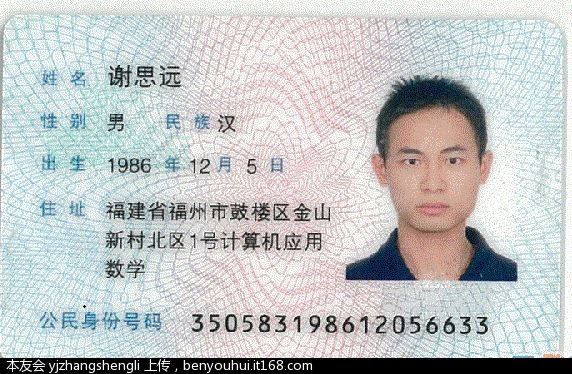 姓名 谢思远
性别 男 民族 汉
出生 1986 年 12 月 5 日
住址 福建省福州市鼓楼区金山
新村北区1号计算机应用
数学
公民身份号码 350583198612056633
本友会 yjzhangshengli 上传，benyouhui.it168.com